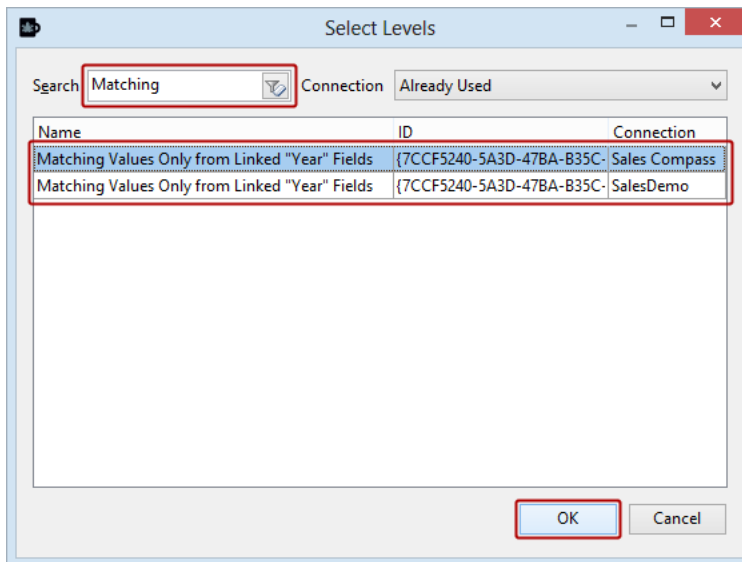 Select Levels
Search Matching Connection Already Used
Name ID Connection
Matching Values Only from Linked "Year" Fields {7CCF5240-5A3D-47BA-B35C- Sales Compass
Matching Values Only from Linked "Year" Fields {7CCF5240-5A3D-47BA-B35C- SalesDemo
OK Cancel